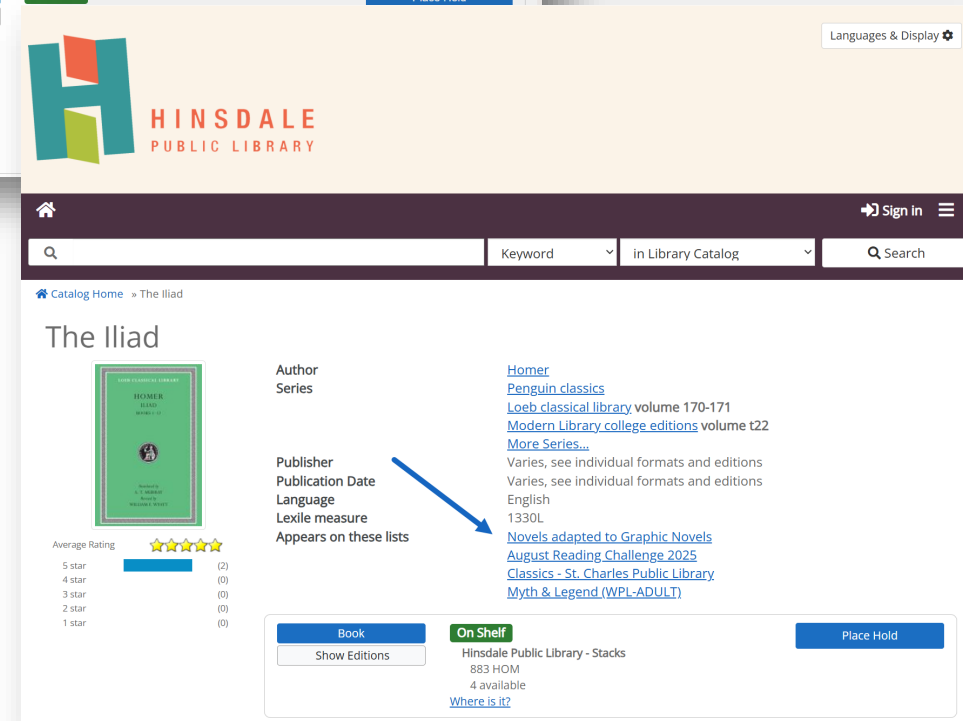 Languages & Display
HINSDALE
PUBLIC LIBRARY
Sign in
Keyword
in Library Catalog
Search
Catalog Home » The Iliad
The Iliad
LOEB CLASSICAL LIBRARY
HOMER
ILIAD
Author Homer
Series Penguin classics
Loeb classical library volume 170-171
Modern Library college editions volume t22
More Series...
Publisher Varies, see individual formats and editions
Publication Date Varies, see individual formats and editions
Language English
Lexile measure 1330L
Appears on these lists Novels adapted to Graphic Novels
August Reading Challenge 2025
Classics - St. Charles Public Library
Myth & Legend (WPL-ADULT)
Average Rating
5 star (2)
4 star (0)
3 star (0)
2 star (0)
1 star (0)
Book On Shelf Place Hold
Show Editions Hinsdale Public Library - Stacks
883 HOM
4 available
Where is it?